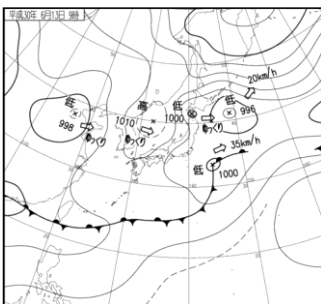 平成30年 6月13日 9時
20km/h
低
高
低
低
1010
1000
996
998
ゆっくり
ゆっくり
ゆっくり
35km/h
低
1000